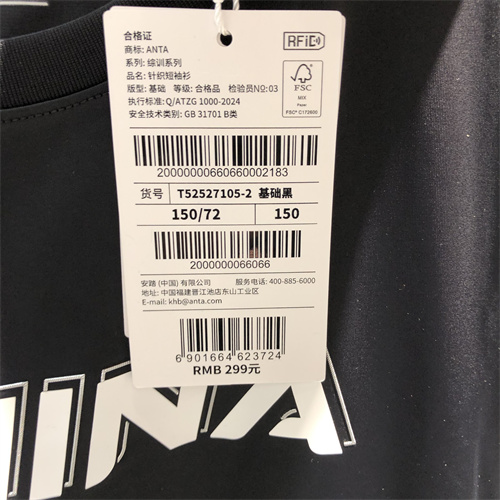 合格证
RFiD
商标: ANTA
系列: 综训系列
品名: 针织短袖衫
版型: 基础 等级: 合格品 检验员NO: 03
执行标准: Q/ATZG 1000-2024
安全技术类别: GB 31701 B类
FSC
MIX
Paper
FSC® C172600
20000000660660002183
货号 T52527105-2 基础黑
150/72 150
2000000066066
安踏 (中国) 有限公司 服务电话: 400-885-6000
地址: 中国福建晋江池店东山工业区
E-mail: khb@anta.com
6 901664 623724
RMB 299元
INA